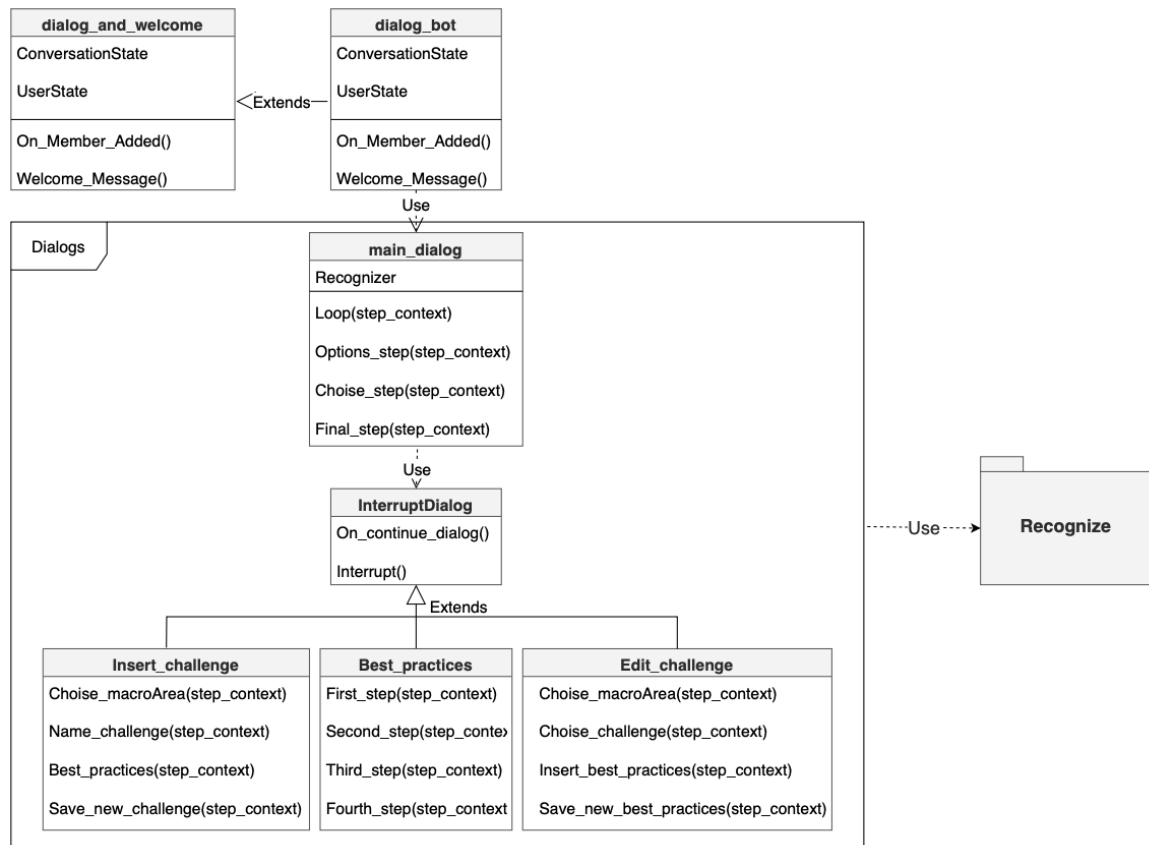 dialog_and_welcome
ConversationState
UserState
On_Member_Added()
Welcome_Message()
Extends
dialog_bot
ConversationState
UserState
On_Member_Added()
Welcome_Message()
Use
Dialogs
main_dialog
Recognizer
Loop(step_context)
Options_step(step_context)
Choise_step(step_context)
Final_step(step_context)
Use
InterruptDialog
On_continue_dialog()
Interrupt()
Extends
Use
Recognize
Insert_challenge
Choise_macroArea(step_context)
Name_challenge(step_context)
Best_practices(step_context)
Save_new_challenge(step_context)
Best_practices
First_step(step_context)
Second_step(step_contex
Third_step(step_context)
Fourth_step(step_context
Edit_challenge
Choise_macroArea(step_context)
Choise_challenge(step_context)
Insert_best_practices(step_context)
Save_new_best_practices(step_context)